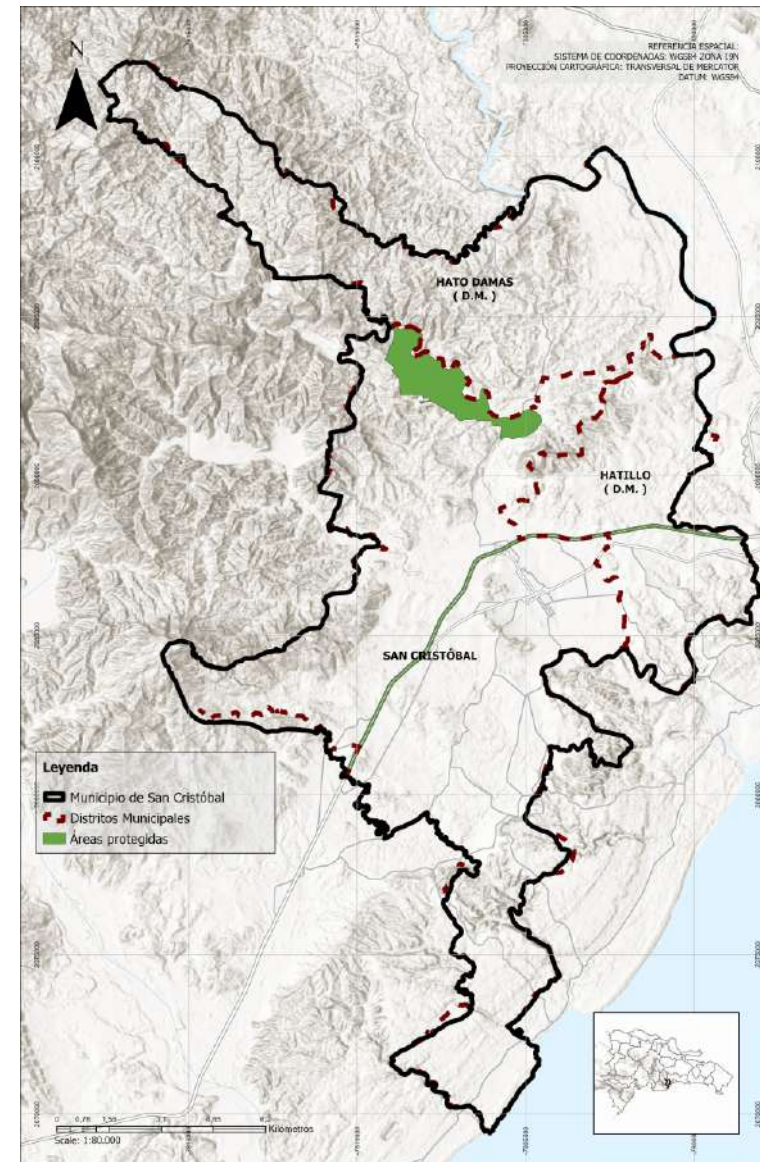 N
REFERENCIA ESPACIAL:
SISTEMA DE COORDENADAS: WGS84 ZONA 19N
PROYECCIÓN CARTOGRÁFICA: TRANSVERSAL DE MERCATOR
DATUM: WGS84
HATO DAMAS
( D.M. )
HATILLO
( D.M. )
SAN CRISTÓBAL
Leyenda
Municipio de San Cristóbal
Distritos Municipales
Áreas protegidas
Kilometros
Scale: 1:80.000